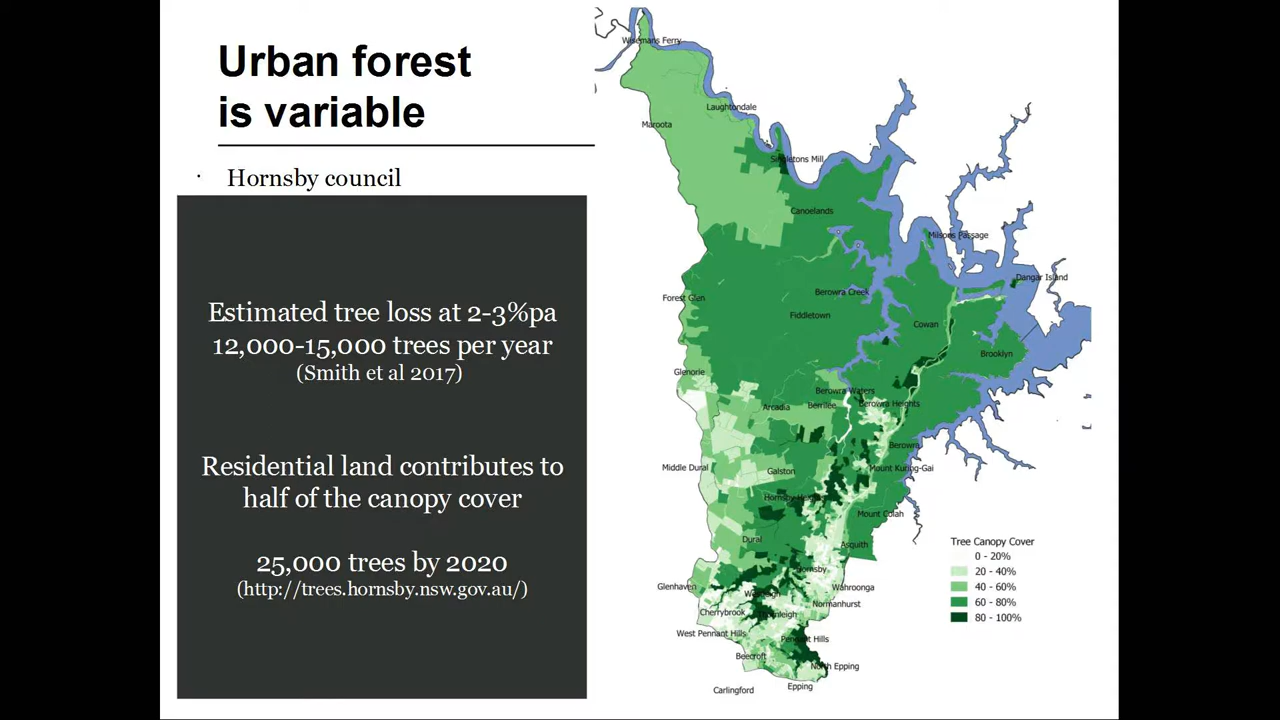 Urban forest
is variable
· Hornsby council
Estimated tree loss at 2-3%pa
12,000-15,000 trees per year
(Smith et al 2017)
Residential land contributes to
half of the canopy cover
25,000 trees by 2020
(http://trees.hornsby.nsw.gov.au/)
Wisemans Ferry
Laughtondale
Maroota
Singletons Mill
Canoelands
Milsons Passage
Dangar Island
Berowra Creek
Forest Glen
Fiddletown
Cowan
Brooklyn
Glenorie
Berowra Waters
Arcadia
Berrilee
Berowra Heights
Berowra
Middle Dural
Galston
Mount Kuring-Gai
Hornsby Heights
Mount Colah
Dural
Asquith
Hornsby
Glenhaven
Westleigh
Wahroonga
Normanhurst
Cherrybrook
Thornleigh
West Pennant Hills
Pennant Hills
Beecroft
North Epping
Carlingford
Epping
Tree Canopy Cover
0 - 20%
20 - 40%
40 - 60%
60 - 80%
80 - 100%